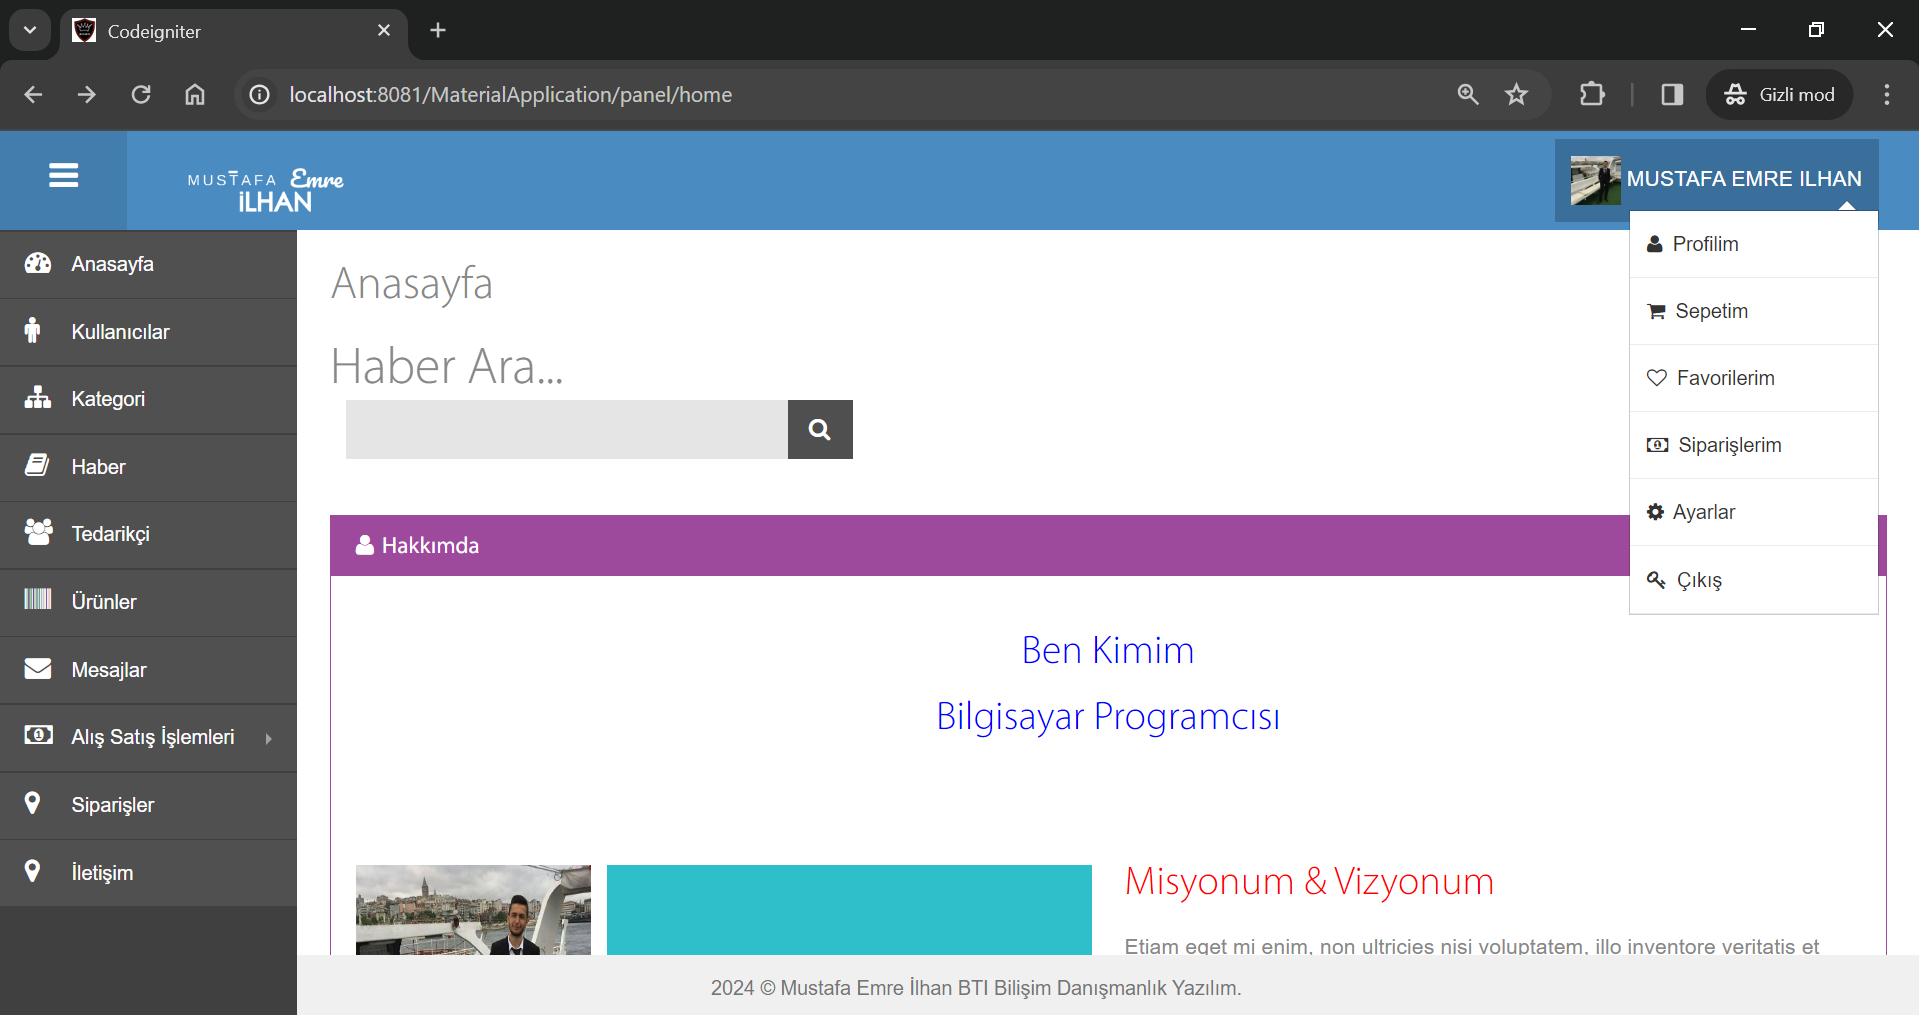 Codeigniter
localhost:8081/MaterialApplication/panel/home
Gizli mod
MUSTAFA Emre
İLHAN
MUSTAFA EMRE ILHAN
Profilim
Sepetim
Favorilerim
Siparişlerim
Ayarlar
Çıkış
Anasayfa
Kullanıcılar
Kategori
Haber
Tedarikçi
Ürünler
Mesajlar
Alış Satış İşlemleri
Siparişler
İletişim
Anasayfa
Haber Ara...
Hakkımda
Ben Kimim
Bilgisayar Programcısı
Misyonum & Vizyonum
Etiam eget mi enim, non ultricies nisi voluptatem, illo inventore veritatis et
2024 © Mustafa Emre İlhan BTI Bilişim Danışmanlık Yazılım.